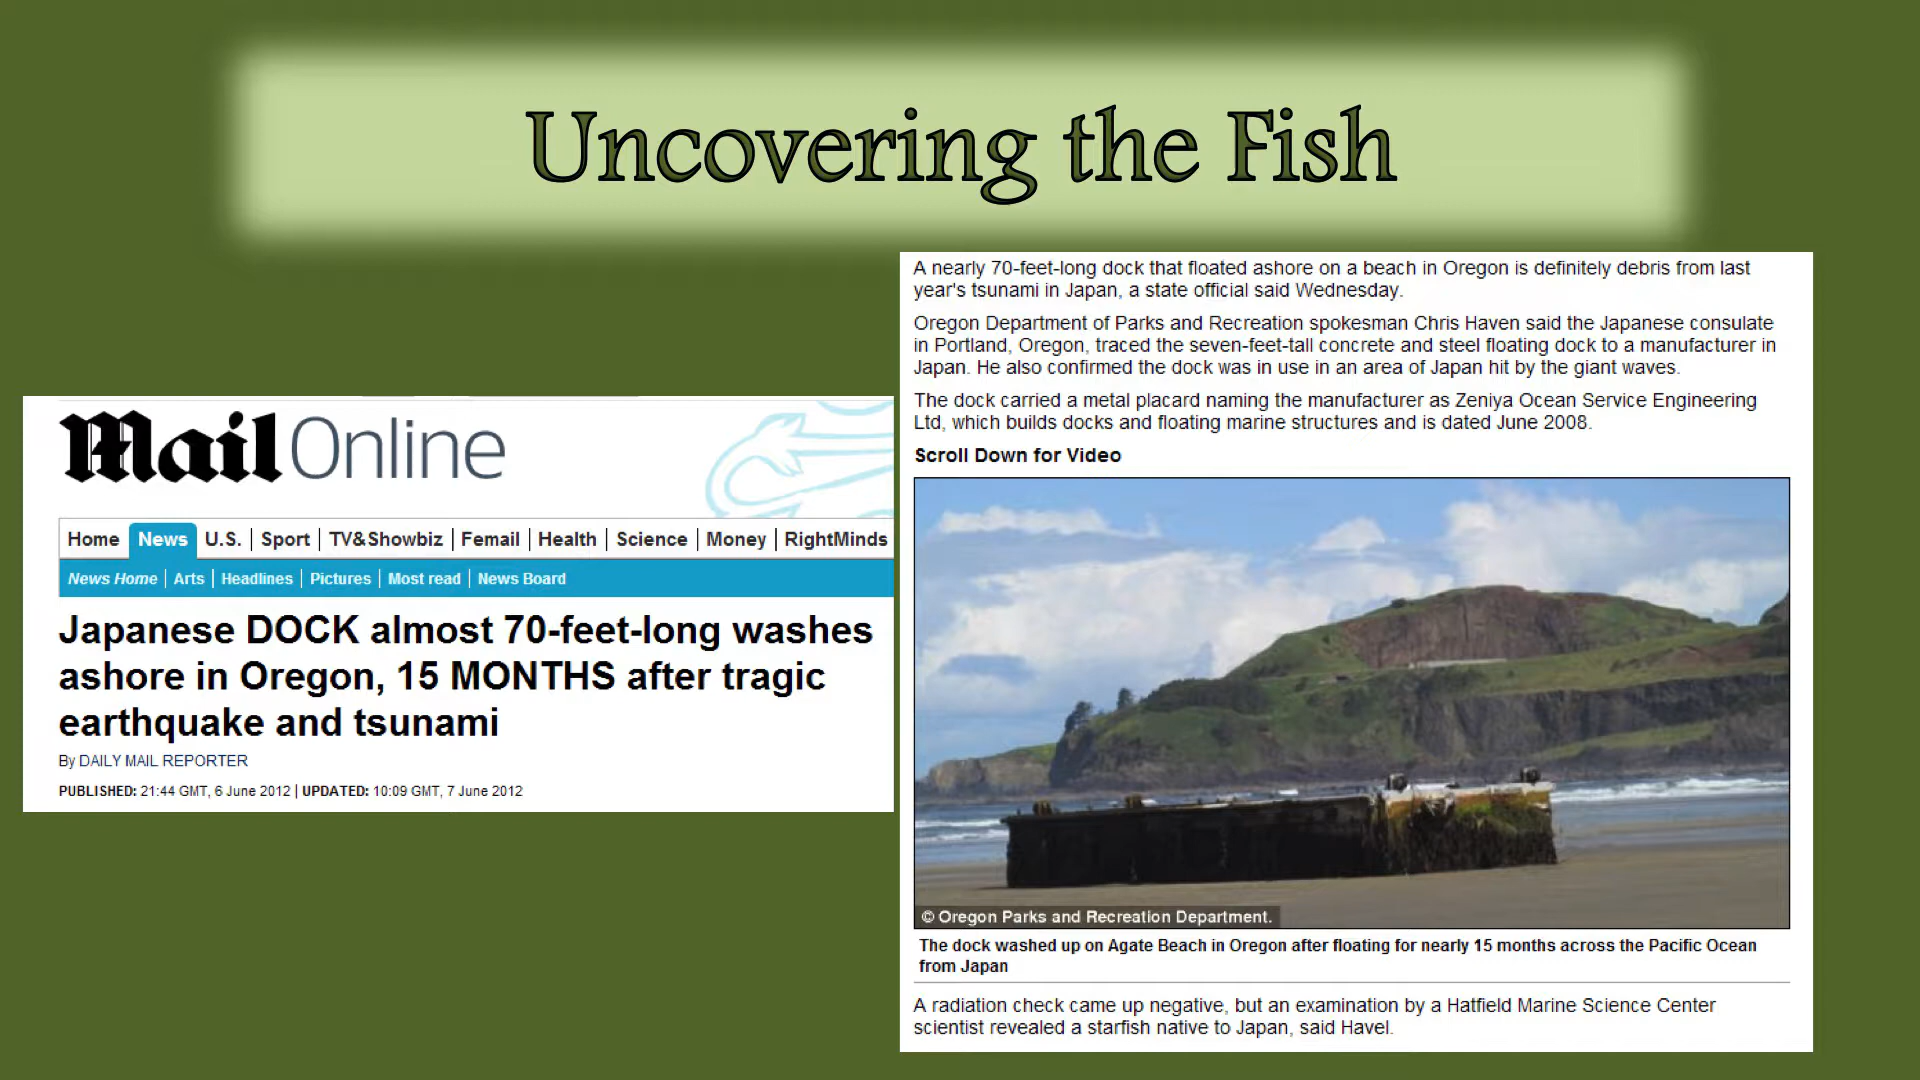 Uncovering the Fish
Mail Online
Home News U.S. Sport TV&Showbiz Femail Health Science Money RightMinds
News Home Arts Headlines Pictures Most read News Board
Japanese DOCK almost 70-feet-long washes
ashore in Oregon, 15 MONTHS after tragic
earthquake and tsunami
By DAILY MAIL REPORTER
PUBLISHED: 21:44 GMT, 6 June 2012 | UPDATED: 10:09 GMT, 7 June 2012
A nearly 70-feet-long dock that floated ashore on a beach in Oregon is definitely debris from last
year's tsunami in Japan, a state official said Wednesday.
Oregon Department of Parks and Recreation spokesman Chris Haven said the Japanese consulate
in Portland, Oregon, traced the seven-feet-tall concrete and steel floating dock to a manufacturer in
Japan. He also confirmed the dock was in use in an area of Japan hit by the giant waves.
The dock carried a metal placard naming the manufacturer as Zeniya Ocean Service Engineering
Ltd, which builds docks and floating marine structures and is dated June 2008.
Scroll Down for Video
© Oregon Parks and Recreation Department.
The dock washed up on Agate Beach in Oregon after floating for nearly 15 months across the Pacific Ocean
from Japan
A radiation check came up negative, but an examination by a Hatfield Marine Science Center
scientist revealed a starfish native to Japan, said Havel.